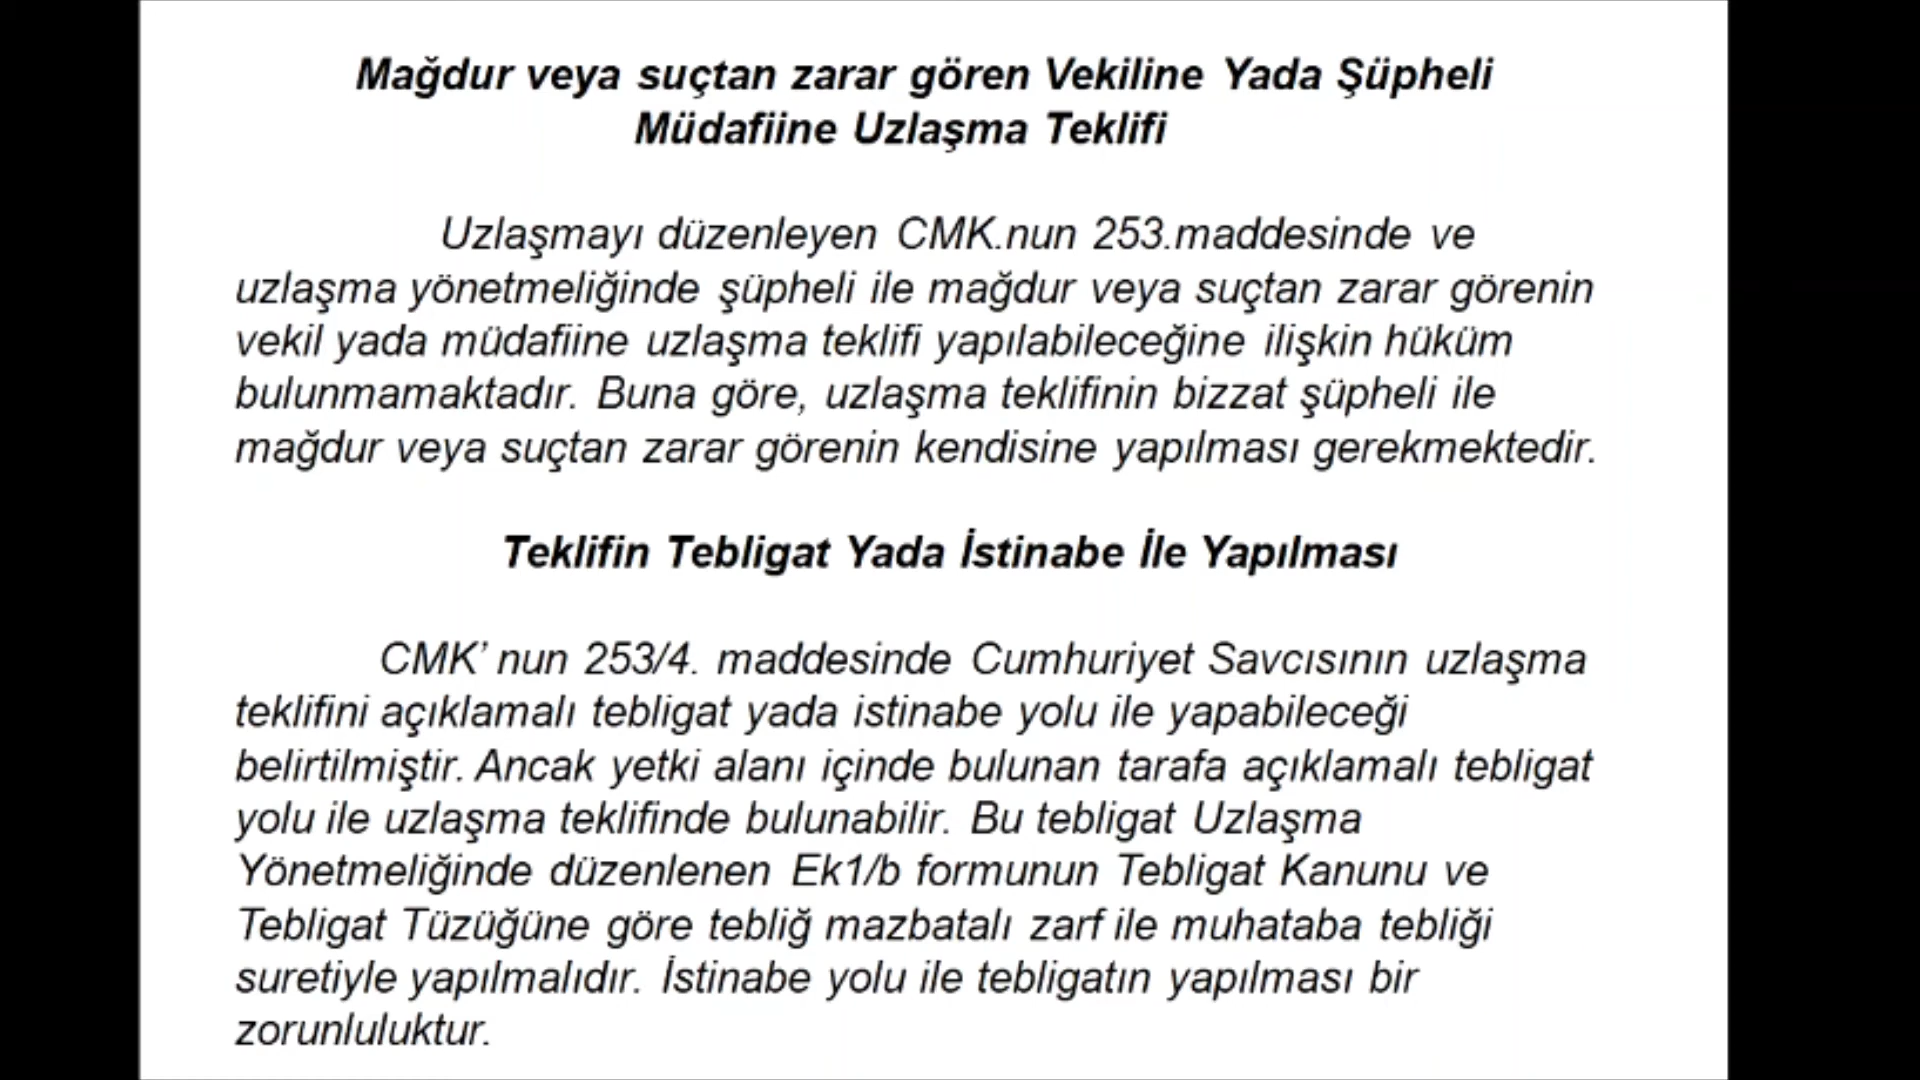 Mağdur veya suçtan zarar gören Vekiline Yada Şüpheli
Müdafiine Uzlaşma Teklifi
Uzlaşmayı düzenleyen CMK.nun 253.maddesinde ve
uzlaşma yönetmeliğinde şüpheli ile mağdur veya suçtan zarar görenin
vekil yada müdafiine uzlaşma teklifi yapılabileceğine ilişkin hüküm
bulunmamaktadır. Buna göre, uzlaşma teklifinin bizzat şüpheli ile
mağdur veya suçtan zarar görenin kendisine yapılması gerekmektedir.
Teklifin Tebligat Yada İstinabe İle Yapılması
CMK’ nun 253/4. maddesinde Cumhuriyet Savcısının uzlaşma
teklifini açıklamalı tebligat yada istinabe yolu ile yapabileceği
belirtilmiştir. Ancak yetki alanı içinde bulunan tarafa açıklamalı tebligat
yolu ile uzlaşma teklifinde bulunabilir. Bu tebligat Uzlaşma
Yönetmeliğinde düzenlenen Ek1/b formunun Tebligat Kanunu ve
Tebligat Tüzüğüne göre tebliğ mazbatalı zarf ile muhataba tebliği
suretiyle yapılmalıdır. İstinabe yolu ile tebligatın yapılması bir
zorunluluktur.